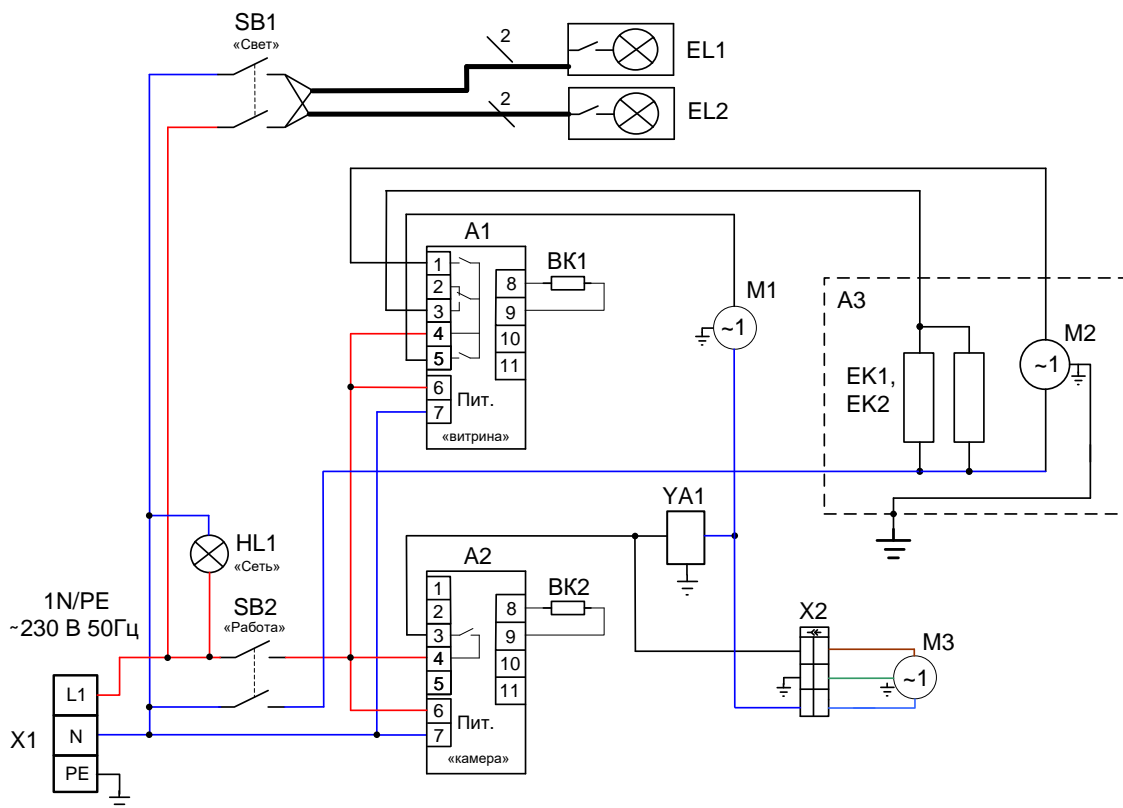 SB1
«Свет»
2
EL1
2
EL2
A1
1
2
3
4
5
6
7
Пит.
8
9
10
11
«витрина»
ВК1
M1
~1
A3
EK1,
EK2
M2
~1
YA1
HL1
«Сеть»
1N/PE
~230 В 50Гц
SB2
«Работа»
A2
1
2
3
4
5
6
7
Пит.
8
9
10
11
«камера»
ВК2
X2
M3
~1
X1
L1
N
PE